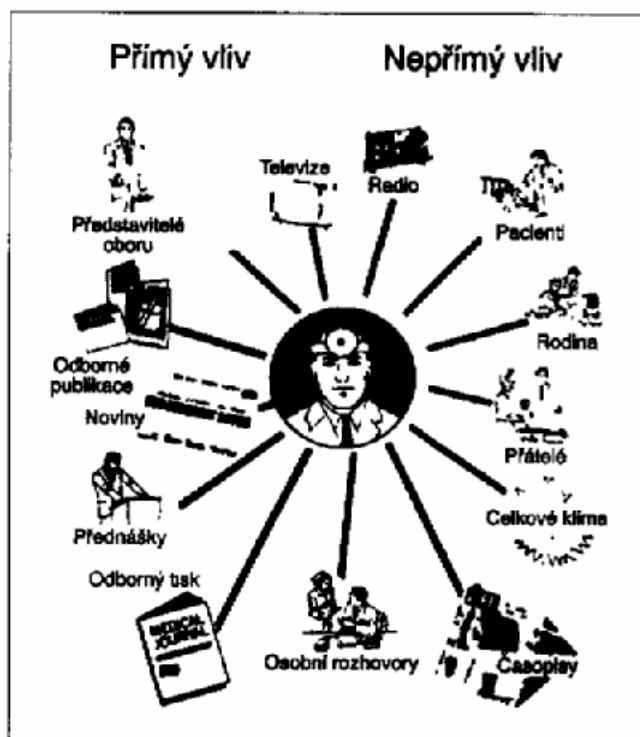 Přímý vliv
Nepřímý vliv
Televize
Radio
Představitelé
oboru
Pacienti
Odborné
publikace
Rodina
Noviny
Přátelé
Přednášky
Celkové klima
Odborný tisk
MEDICAL
JOURNAL
Osobní rozhovory
Časopisy